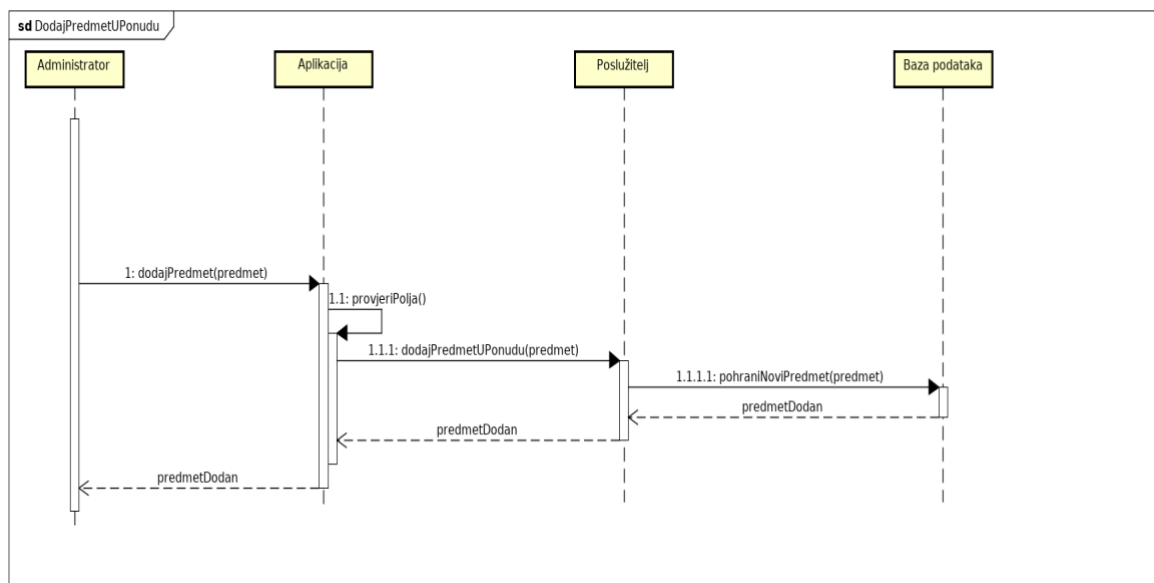 sd DodajPredmetUPonudu
Administrator
Aplikacija
Poslužitelj
Baza podataka
1: dodajPredmet(predmet)
1.1: provjeriPolja()
1.1.1: dodajPredmetUPonudu(predmet)
1.1.1.1: pohraniNoviPredmet(predmet)
predmetDodan
predmetDodan
predmetDodan